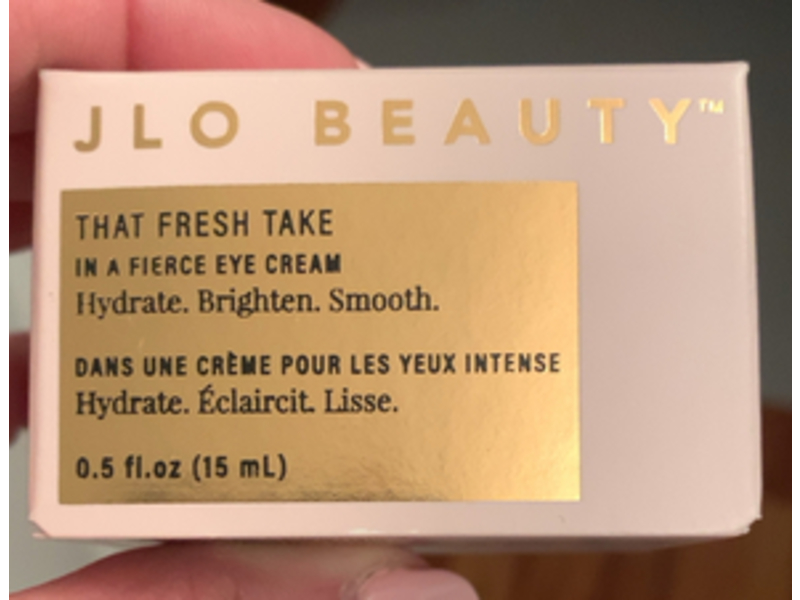 JLO BEAUTY™
THAT FRESH TAKE
IN A FIERCE EYE CREAM
Hydrate. Brighten. Smooth.
DANS UNE CRÈME POUR LES YEUX INTENSE
Hydrate. Éclaircit. Lisse.
0.5 fl.oz (15 mL)